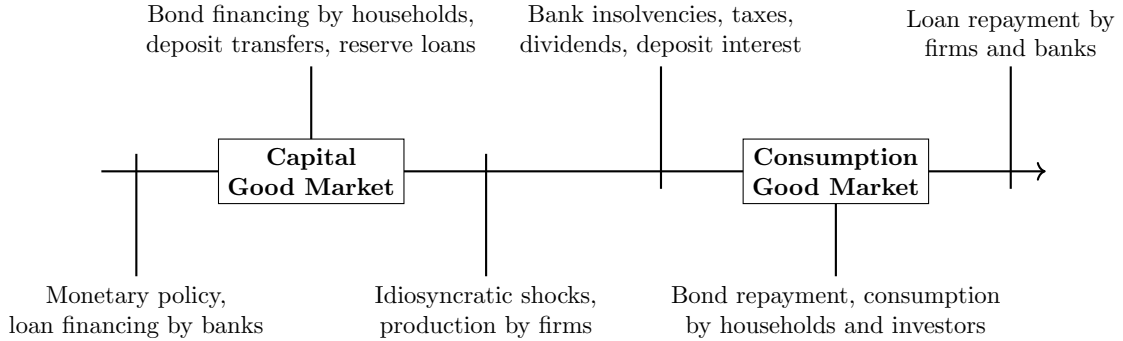 Bond financing by households,
deposit transfers, reserve loans
Bank insolvencies, taxes,
dividends, deposit interest
Loan repayment by
firms and banks
Capital
Good Market
Consumption
Good Market
Monetary policy,
loan financing by banks
Idiosyncratic shocks,
production by firms
Bond repayment, consumption
by households and investors